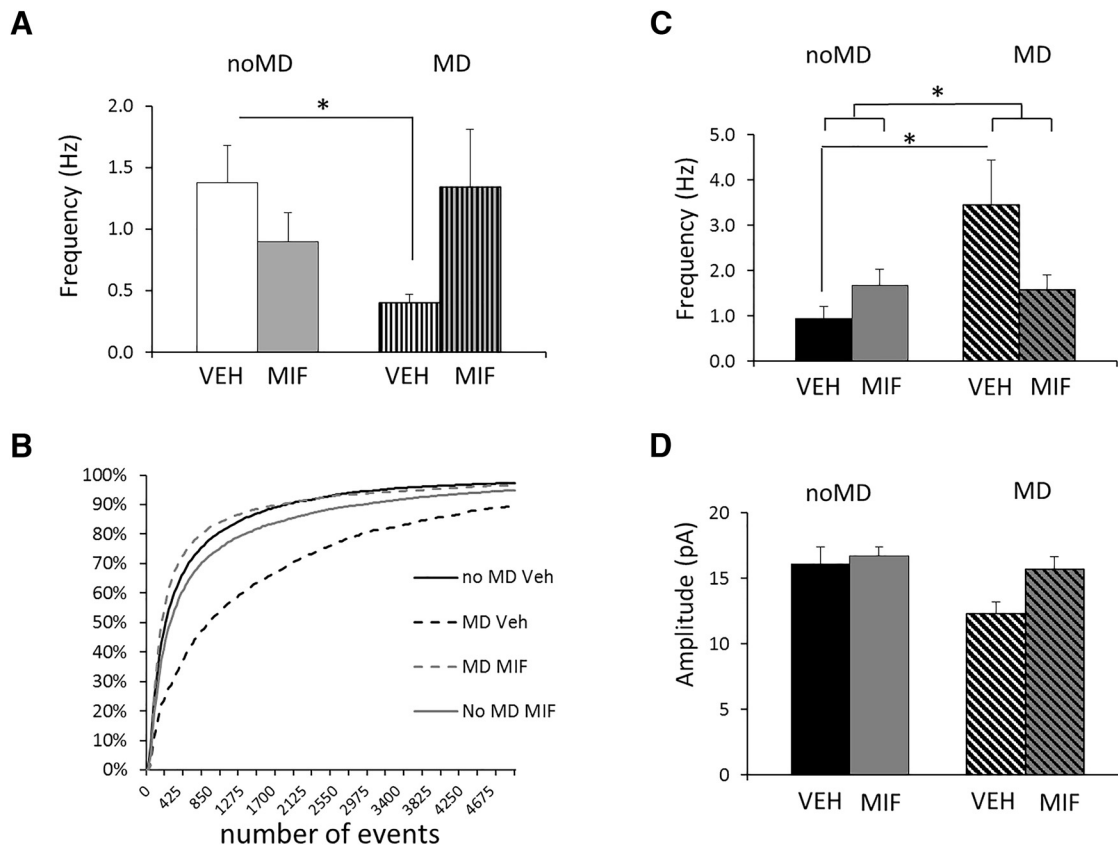 A
noMD MD
*
Frequency (Hz)
2.0
1.5
1.0
0.5
0.0
VEH MIF VEH MIF
B
100%
90%
80%
70%
60%
50%
40%
30%
20%
10%
0%
no MD Veh
MD Veh
MD MIF
No MD MIF
0 425 850 1275 1700 2125 2550 2975 3400 3825 4250 4675
number of events
C
noMD MD
*
*
Frequency (Hz)
5.0
4.0
3.0
2.0
1.0
0.0
VEH MIF VEH MIF
D
noMD MD
Amplitude (pA)
20
15
10
5
0
VEH MIF VEH MIF